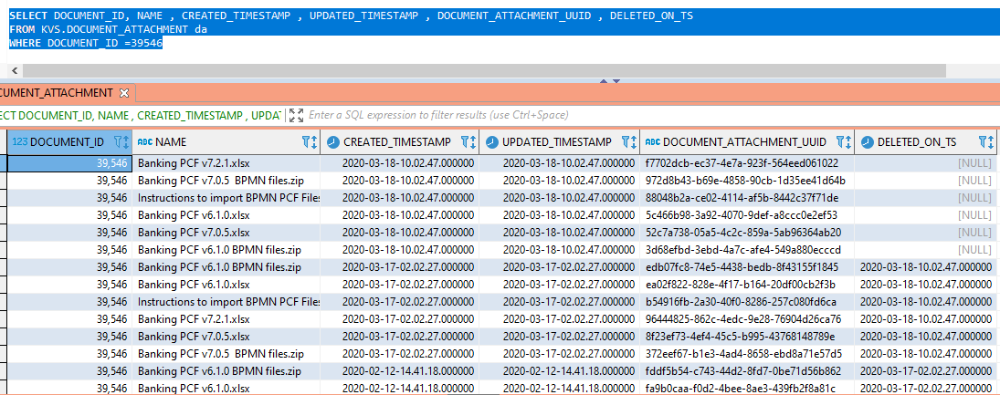 SELECT DOCUMENT_ID, NAME , CREATED_TIMESTAMP , UPDATED_TIMESTAMP , DOCUMENT_ATTACHMENT_UUID , DELETED_ON_TS
FROM KVS.DOCUMENT_ATTACHMENT da
WHERE DOCUMENT_ID =39546
CUMENT_ATTACHMENT
ECT DOCUMENT_ID, NAME , CREATED_TIMESTAMP , UPDAT Enter a SQL expression to filter results (use Ctrl+Space)
123 DOCUMENT_ID ABC NAME CREATED_TIMESTAMP UPDATED_TIMESTAMP ABC DOCUMENT_ATTACHMENT_UUID DELETED_ON_TS
39,546 Banking PCF v7.2.1.xlsx 2020-03-18-10.02.47.000000 2020-03-18-10.02.47.000000 f7702dcb-ec37-4e7a-923f-564eed061022 [NULL]
39,546 Banking PCF v7.0.5  BPMN files.zip 2020-03-18-10.02.47.000000 2020-03-18-10.02.47.000000 972d8b43-b69e-4858-90cb-1d35ee41d64b [NULL]
39,546 Instructions to import BPMN PCF Files 2020-03-18-10.02.47.000000 2020-03-18-10.02.47.000000 88048b2a-ce02-4114-af5b-8442c37f71de [NULL]
39,546 Banking PCF v6.1.0.xlsx 2020-03-18-10.02.47.000000 2020-03-18-10.02.47.000000 5c466b98-3a92-4070-9def-a8ccc0e2ef53 [NULL]
39,546 Banking PCF v7.0.5.xlsx 2020-03-18-10.02.47.000000 2020-03-18-10.02.47.000000 52c7a738-05a5-4c2c-859a-5ab96364ab20 [NULL]
39,546 Banking PCF v6.1.0 BPMN files.zip 2020-03-18-10.02.47.000000 2020-03-18-10.02.47.000000 3d68efbd-3ebd-4a7c-afe4-549a880ecccd [NULL]
39,546 Banking PCF v6.1.0 BPMN files.zip 2020-03-17-02.02.27.000000 2020-03-17-02.02.27.000000 edb07fc8-74e5-4438-bedb-8f43155f1845 2020-03-18-10.02.47.000000
39,546 Banking PCF v6.1.0.xlsx 2020-03-17-02.02.27.000000 2020-03-17-02.02.27.000000 ea02f822-828e-4f17-b164-20df00cb2f3b 2020-03-18-10.02.47.000000
39,546 Instructions to import BPMN PCF Files 2020-03-17-02.02.27.000000 2020-03-17-02.02.27.000000 b54916fb-2a30-40f0-8286-257c080fd6ca 2020-03-18-10.02.47.000000
39,546 Banking PCF v7.2.1.xlsx 2020-03-17-02.02.27.000000 2020-03-17-02.02.27.000000 96444825-862c-4edc-9e28-76904d26ca76 2020-03-18-10.02.47.000000
39,546 Banking PCF v7.0.5.xlsx 2020-03-17-02.02.27.000000 2020-03-17-02.02.27.000000 8f23ef73-4ef4-45c5-b995-43768148789e 2020-03-18-10.02.47.000000
39,546 Banking PCF v7.0.5  BPMN files.zip 2020-03-17-02.02.27.000000 2020-03-17-02.02.27.000000 372eef67-b1e3-4ad4-8658-ebd8a71e57d5 2020-03-18-10.02.47.000000
39,546 Banking PCF v6.1.0 BPMN files.zip 2020-02-12-14.41.18.000000 2020-02-12-14.41.18.000000 fddf5b54-c743-44d2-8fd7-0be71d56b862 2020-03-17-02.02.27.000000
39,546 Banking PCF v6.1.0.xlsx 2020-02-12-14.41.18.000000 2020-02-12-14.41.18.000000 fa9b0caa-f0d2-4bee-8ae3-439fb2f8a81c 2020-03-17-02.02.27.000000